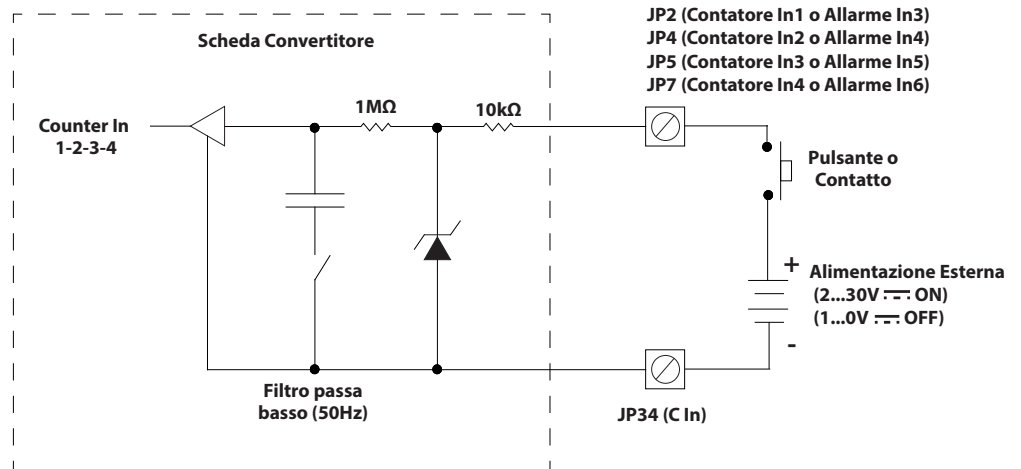 JP2 (Contatore In1 o Allarme In3)
JP4 (Contatore In2 o Allarme In4)
JP5 (Contatore In3 o Allarme In5)
JP7 (Contatore In4 o Allarme In6)
Scheda Convertitore
1MΩ
10kΩ
Counter In
1-2-3-4
Pulsante o
Contatto
+
Alimentazione Esterna
(2...30V ⎓ ON)
(1...0V ⎓ OFF)
-
Filtro passa
basso (50Hz)
JP34 (C In)